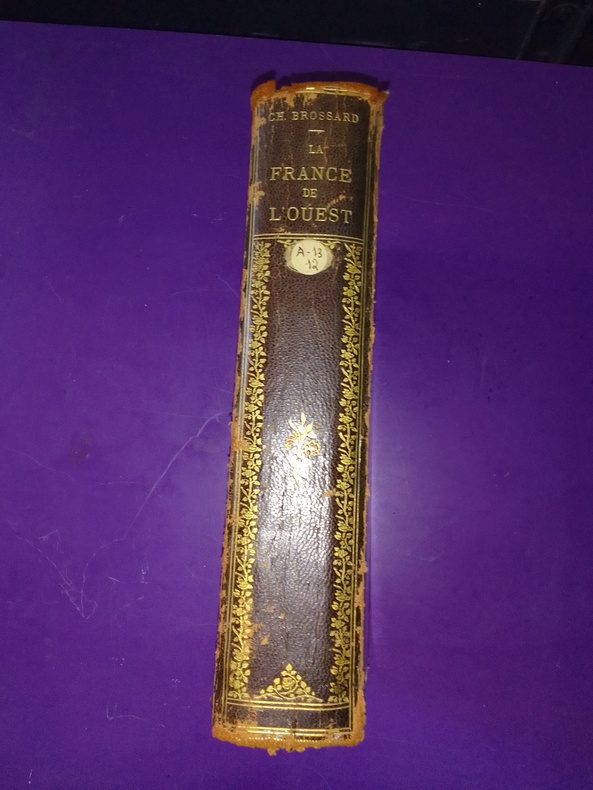 CH. BROSSARD
LA
FRANCE
DE
L'OUEST
A-13
12